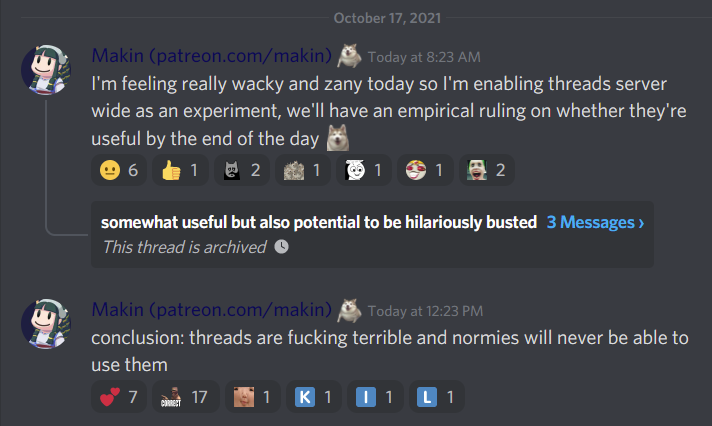 October 17, 2021
Makin (patreon.com/makin) Today at 8:23 AM
I'm feeling really wacky and zany today so I'm enabling threads server
wide as an experiment, we'll have an empirical ruling on whether they're
useful by the end of the day
6 1 2 1 1 1 2
somewhat useful but also potential to be hilariously busted 3 Messages ›
This thread is archived
Makin (patreon.com/makin) Today at 12:23 PM
conclusion: threads are fucking terrible and normies will never be able to
use them
7 CORRECT 17 1 K 1 I 1 L 1